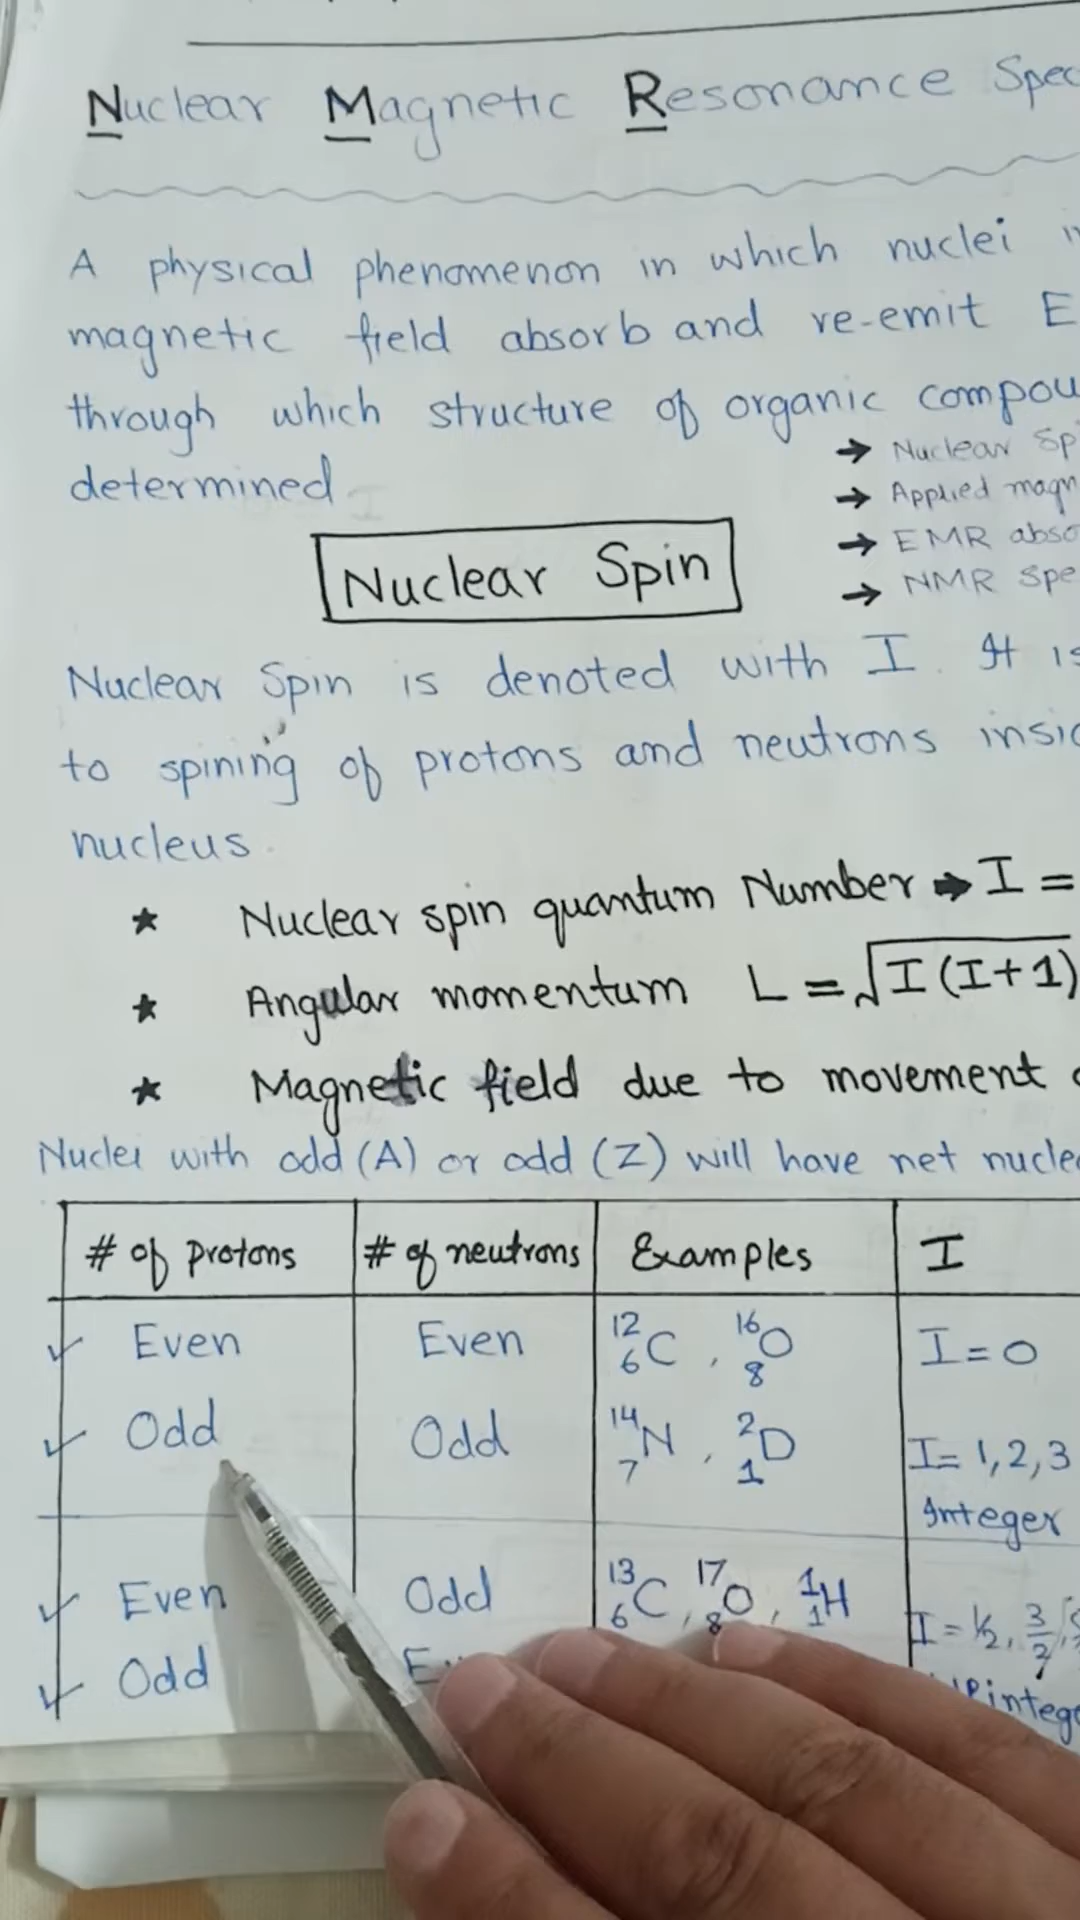 Nuclear Magnetic Resonance Spec
A physical phenomenon in which nuclei
magnetic field absorb and re-emit E
through which structure of organic compou
determined
→ Nuclear Sp
→ Applied magn
→ EMR abso
→ NMR Spe
Nuclear Spin
Nuclear Spin is denoted with I. It is
to spining of protons and neutrons insid
nucleus.
★ Nuclear spin quantum Number → I =
★ Angular momentum L = √I(I+1)
★ Magnetic field due to movement
Nuclei with odd (A) or odd (Z) will have net nucle
# of protons # of neutrons Examples I
✓ Even Even ¹²₆C, ¹⁶₈O I = 0
✓ Odd Odd ¹⁴₇N, ²₁D I = 1, 2, 3
Integer
✓ Even Odd ¹³₆C, ¹⁷₈O, ¹₁H I = ½, 3/2,
✓ Odd